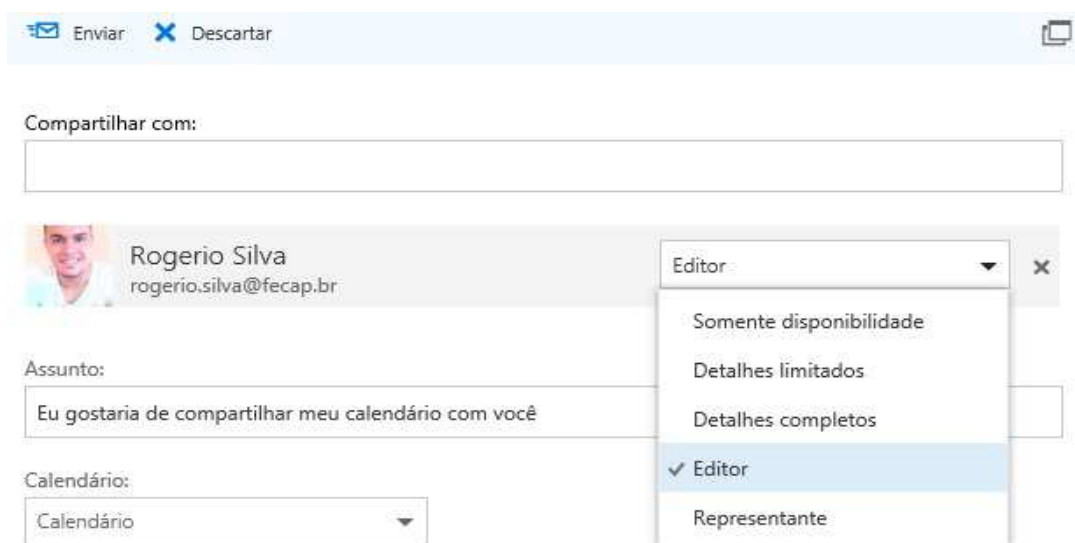 Enviar Descartar
Compartilhar com:
Rogerio Silva
rogerio.silva@fecap.br
Editor
Somente disponibilidade
Detalhes limitados
Detalhes completos
Editor
Representante
Assunto:
Eu gostaria de compartilhar meu calendário com você
Calendário:
Calendário